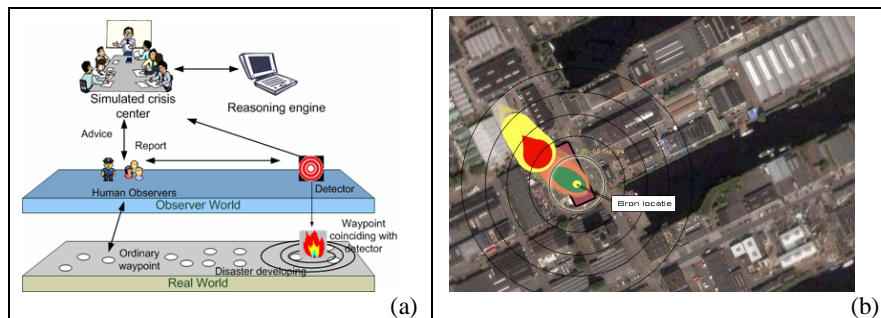 Simulated crisis
center
Reasoning engine
Advice
Report
Human Observers
Detector
Observer World
Waypoint
coinciding with
detector
Ordinary
waypoint
Disaster developing
Real World
(a)
Bron locatie
(b)